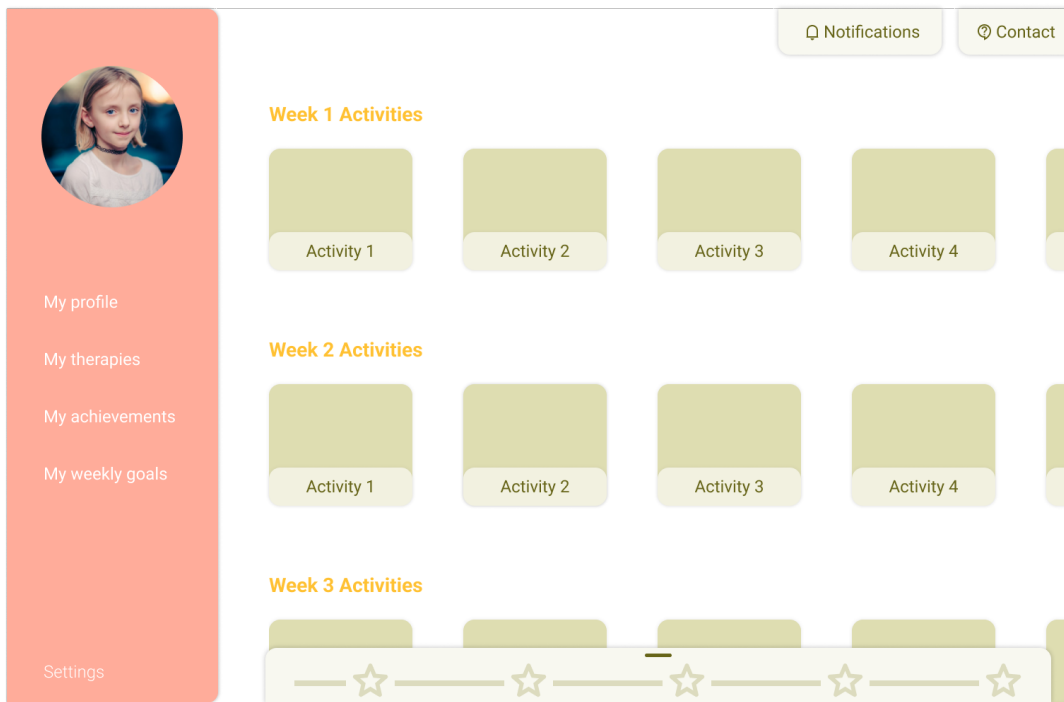 Notifications
Contact
My profile
My therapies
My achievements
My weekly goals
Settings
Week 1 Activities
Activity 1
Activity 2
Activity 3
Activity 4
Week 2 Activities
Activity 1
Activity 2
Activity 3
Activity 4
Week 3 Activities